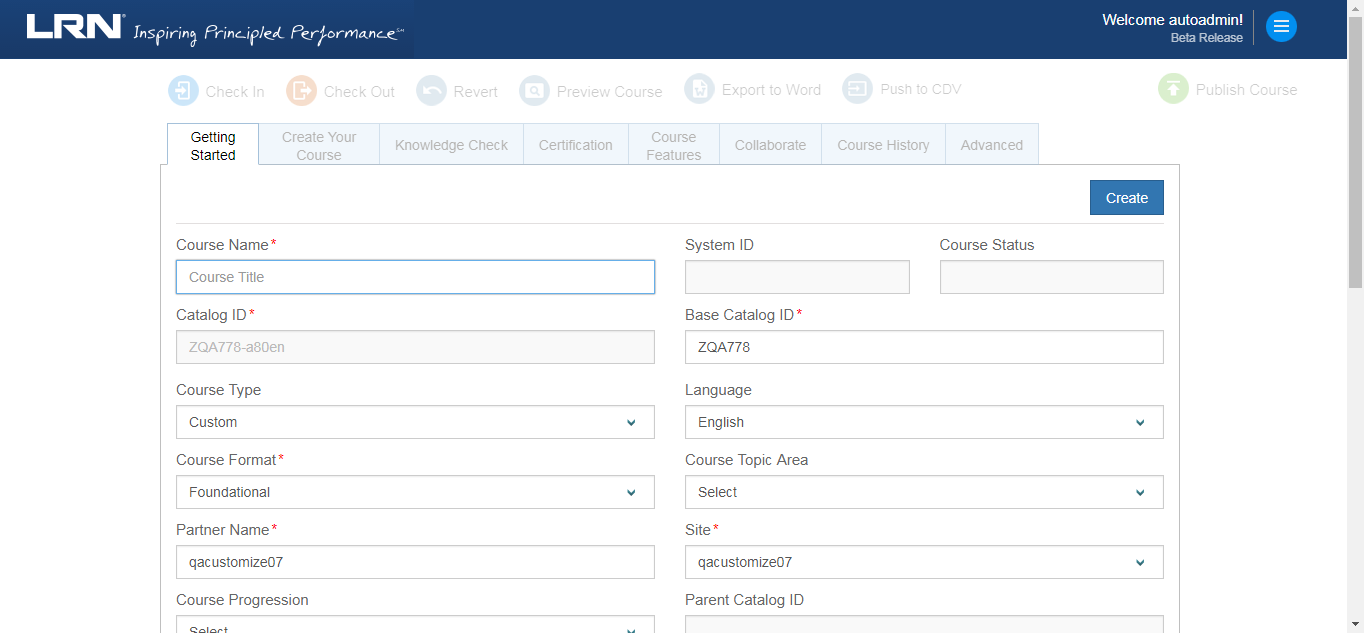 LRN Inspiring Principled Performance℠
Welcome autoadmin!
Beta Release
Check In
Check Out
Revert
Preview Course
Export to Word
Push to CDV
Publish Course
Getting Started
Create Your Course
Knowledge Check
Certification
Course Features
Collaborate
Course History
Advanced
Create
Course Name*
System ID
Course Status
Course Title
Catalog ID*
Base Catalog ID*
ZQA778-a80en
ZQA778
Course Type
Language
Custom
English
Course Format*
Course Topic Area
Foundational
Select
Partner Name*
Site*
qacustomize07
qacustomize07
Course Progression
Parent Catalog ID
Select